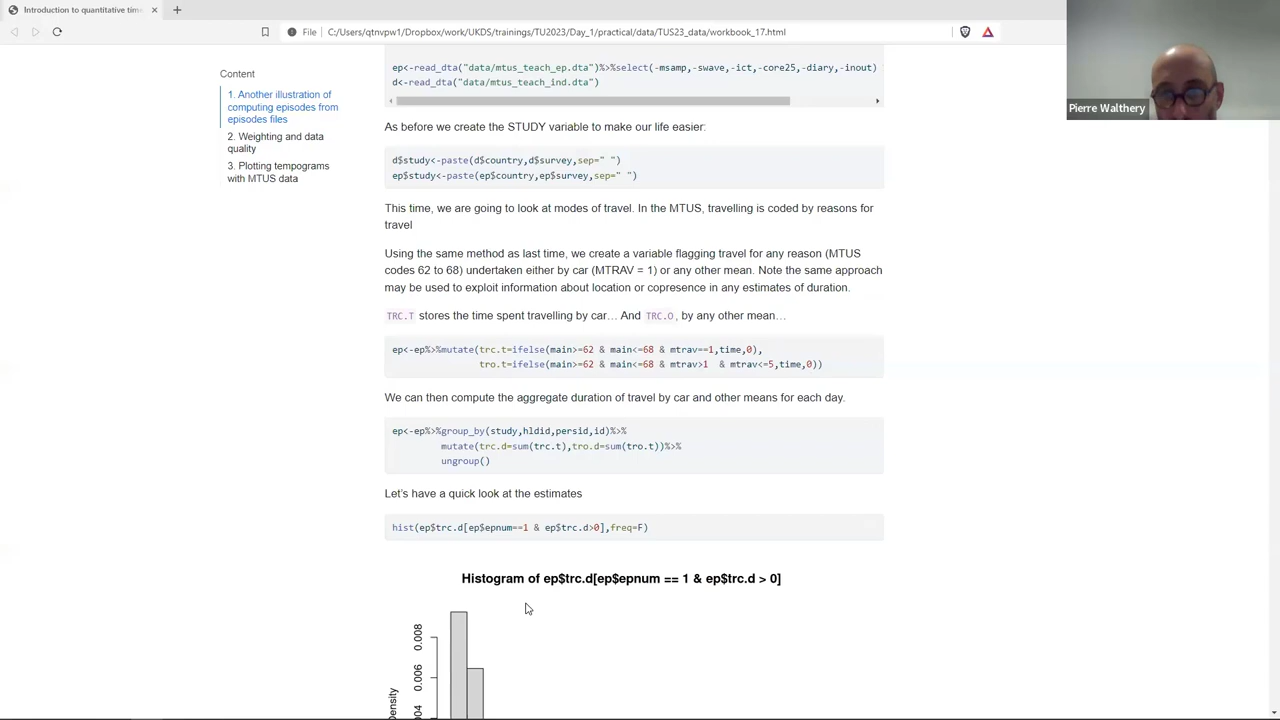 Introduction to quantitative tim
File
C:/Users/qtnvpw1/Dropbox/work/UKDS/trainings/TU2023/Day_1/practical/data/TUS23_data/workbook_17.html
Pierre Walthery
Content
1. Another illustration of
computing episodes from
episodes files
2. Weighting and data
quality
3. Plotting tempograms
with MTUS data
ep<-read_dta("data/mtus_teach_ep.dta")%>%select(-msamp,-swave,-ict,-core25,-diary,-inout)
d<-read_dta("data/mtus_teach_ind.dta")
As before we create the STUDY variable to make our life easier:
d$study<-paste(d$country,d$survey,sep=" ")
ep$study<-paste(ep$country,ep$survey,sep=" ")
This time, we are going to look at modes of travel. In the MTUS, travelling is coded by reasons for
travel
Using the same method as last time, we create a variable flagging travel for any reason (MTUS
codes 62 to 68) undertaken either by car (MTRAV = 1) or any other mean. Note the same approach
may be used to exploit information about location or copresence in any estimates of duration.
TRC.T stores the time spent travelling by car… And TRC.O, by any other mean…
ep<-ep%>%mutate(trc.t=ifelse(main>=62 & main<=68 & mtrav==1,time,0),
tro.t=ifelse(main>=62 & main<=68 & mtrav>1 & mtrav<=5,time,0))
We can then compute the aggregate duration of travel by car and other means for each day.
ep<-ep%>%group_by(study,hldid,persid,id)%>%
mutate(trc.d=sum(trc.t),tro.d=sum(tro.t))%>%
ungroup()
Let's have a quick look at the estimates
hist(ep$trc.d[ep$epnum==1 & ep$trc.d>0],freq=F)
Histogram of ep$trc.d[ep$epnum == 1 & ep$trc.d > 0]
0.008
0.006